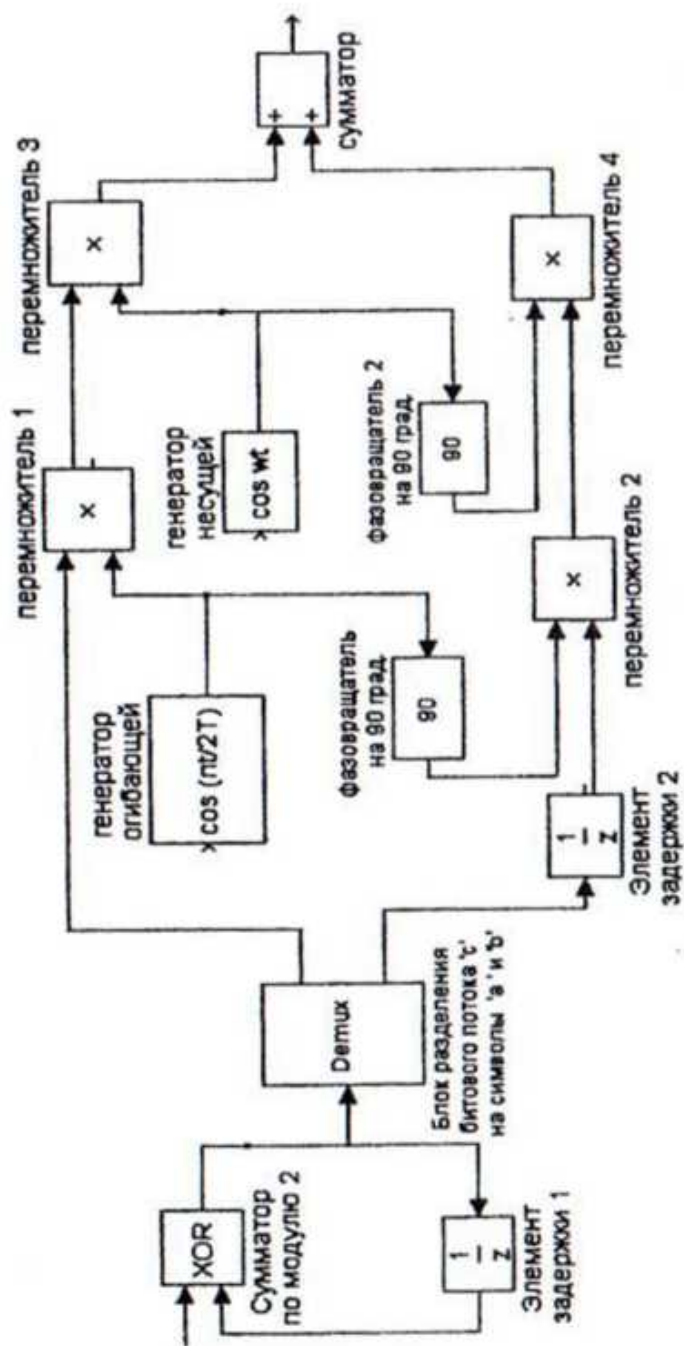 XOR
Сумматор
по модулю 2
1
z
Элемент
задержки 1
Demux
Блок разделения
битового потока 'c'
на символы 'a' и 'b'
1
z
Элемент
задержки 2
генератор
огибающей
cos (πt/2T)
фазовращатель
на 90 град.
90
перемножитель 1
x
перемножитель 2
x
генератор
несущей
cos wt
фазовращатель 2
на 90 град.
90
перемножитель 3
x
перемножитель 4
x
+
+
сумматор